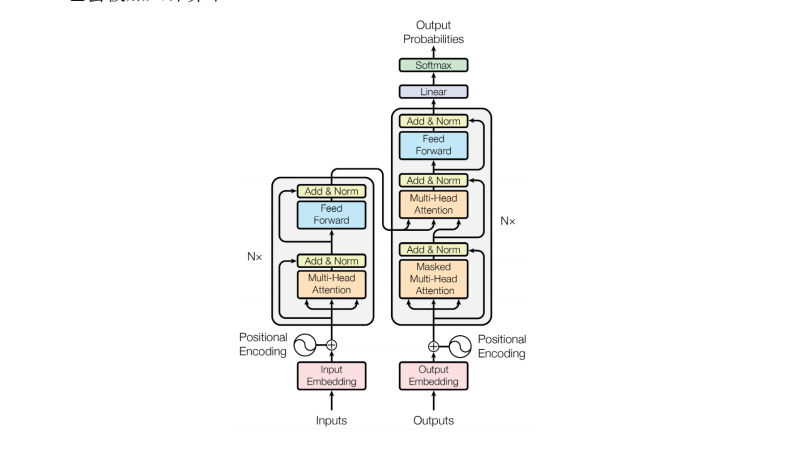 Output
Probabilities
Softmax
Linear
Add & Norm
Feed
Forward
Add & Norm
Multi-Head
Attention
Add & Norm
Masked
Multi-Head
Attention
Nx
Add & Norm
Feed
Forward
Add & Norm
Multi-Head
Attention
Nx
Positional
Encoding
Positional
Encoding
Input
Embedding
Output
Embedding
Inputs
Outputs